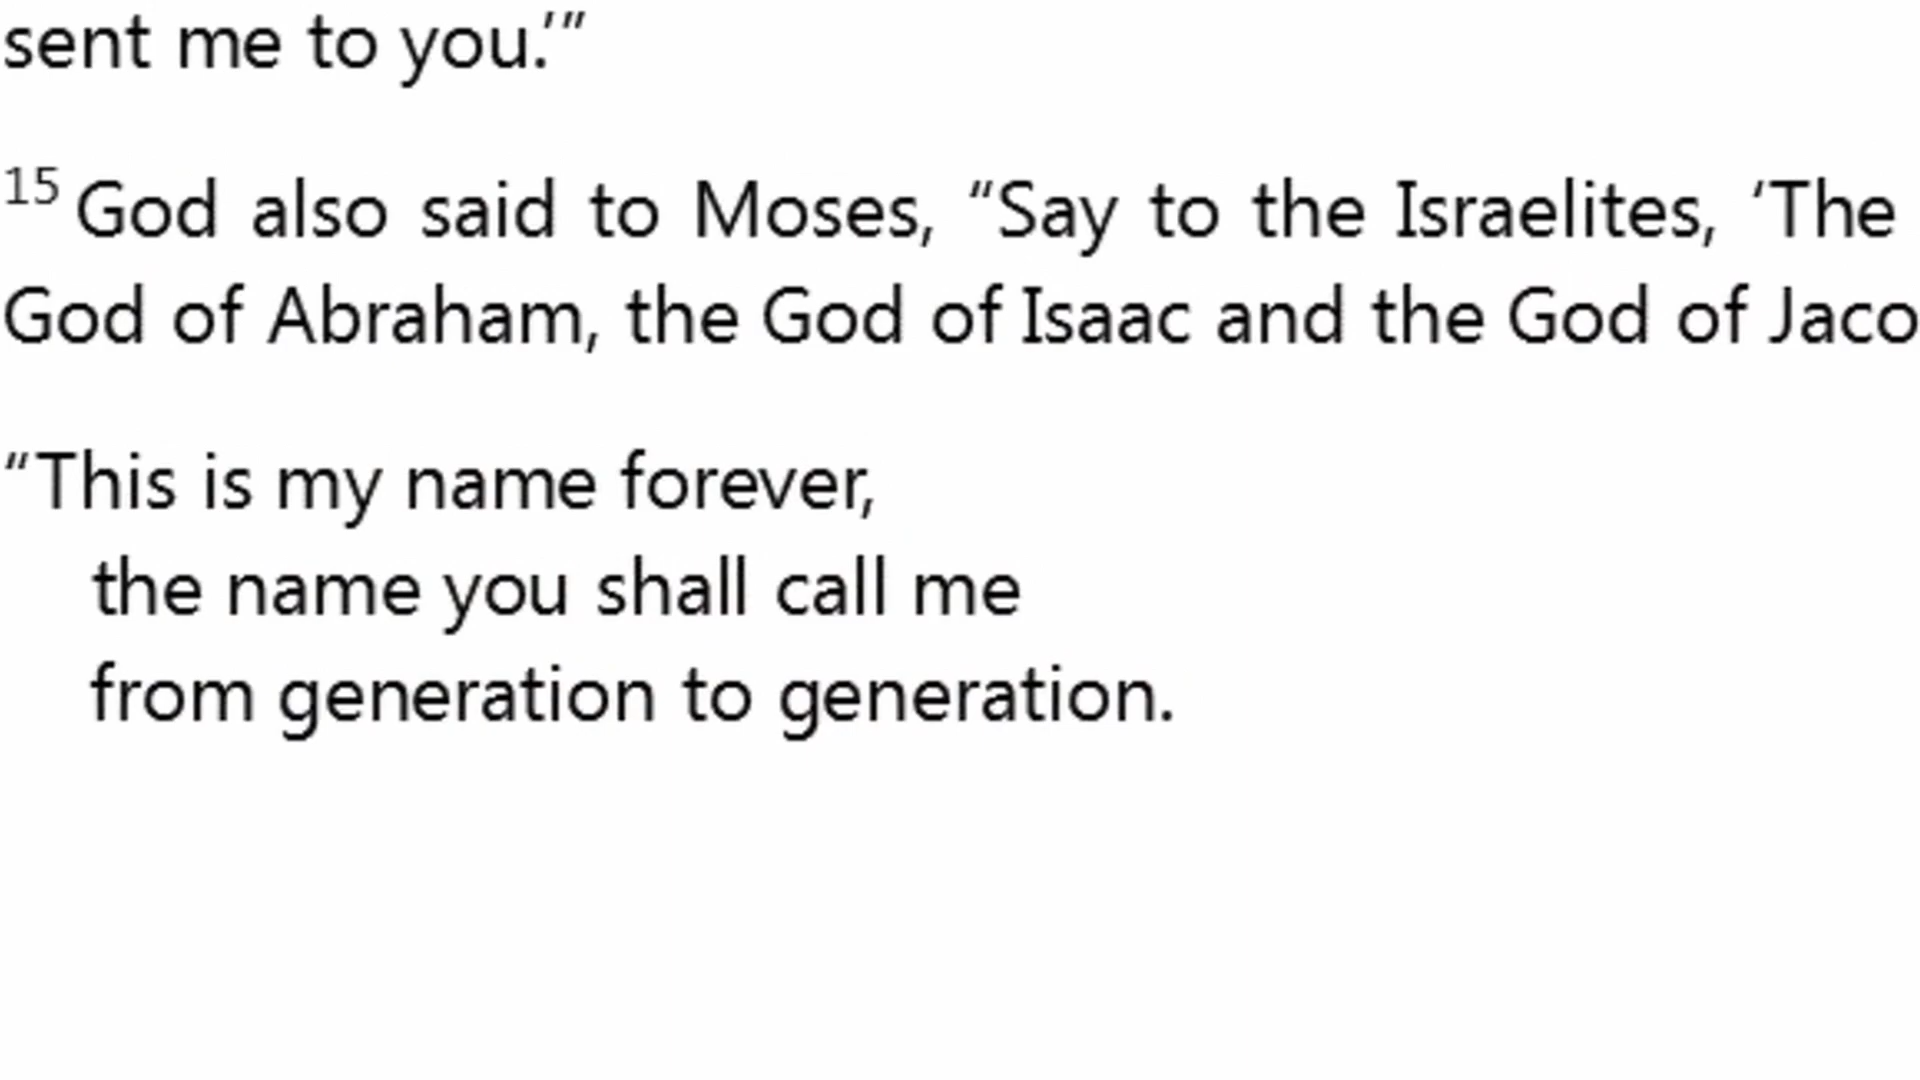 sent me to you.’”
15 God also said to Moses, “Say to the Israelites, ‘The
God of Abraham, the God of Isaac and the God of Jaco
“This is my name forever,
the name you shall call me
from generation to generation.